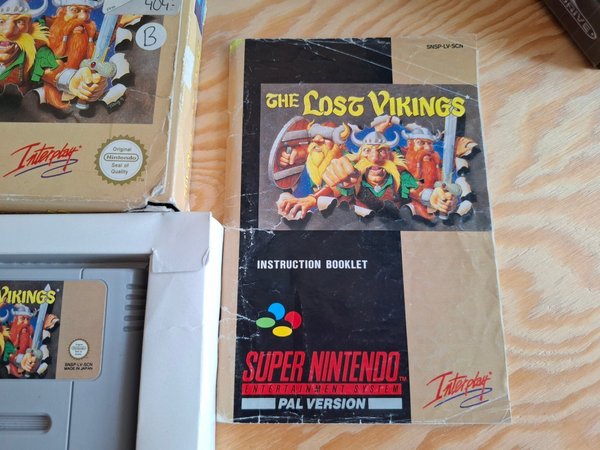 404.-
B
Interplay
Original
Nintendo
Seal of
Quality
VIKINGS
SNSP-LV-SCN
MADE IN JAPAN
SNSP-LV-SCN
THE LOST VIKINGS
INSTRUCTION BOOKLET
SUPER NINTENDO
ENTERTAINMENT SYSTEM
PAL VERSION
Interplay